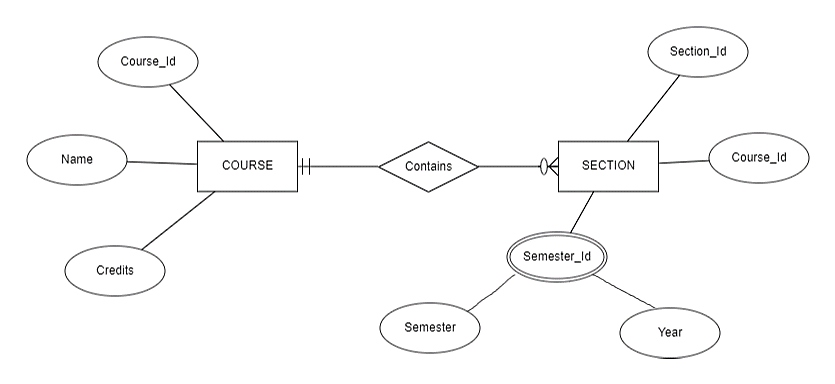 Section_Id
Course_Id
Name
COURSE
Contains
SECTION
Course_Id
Credits
Semester_Id
Semester
Year